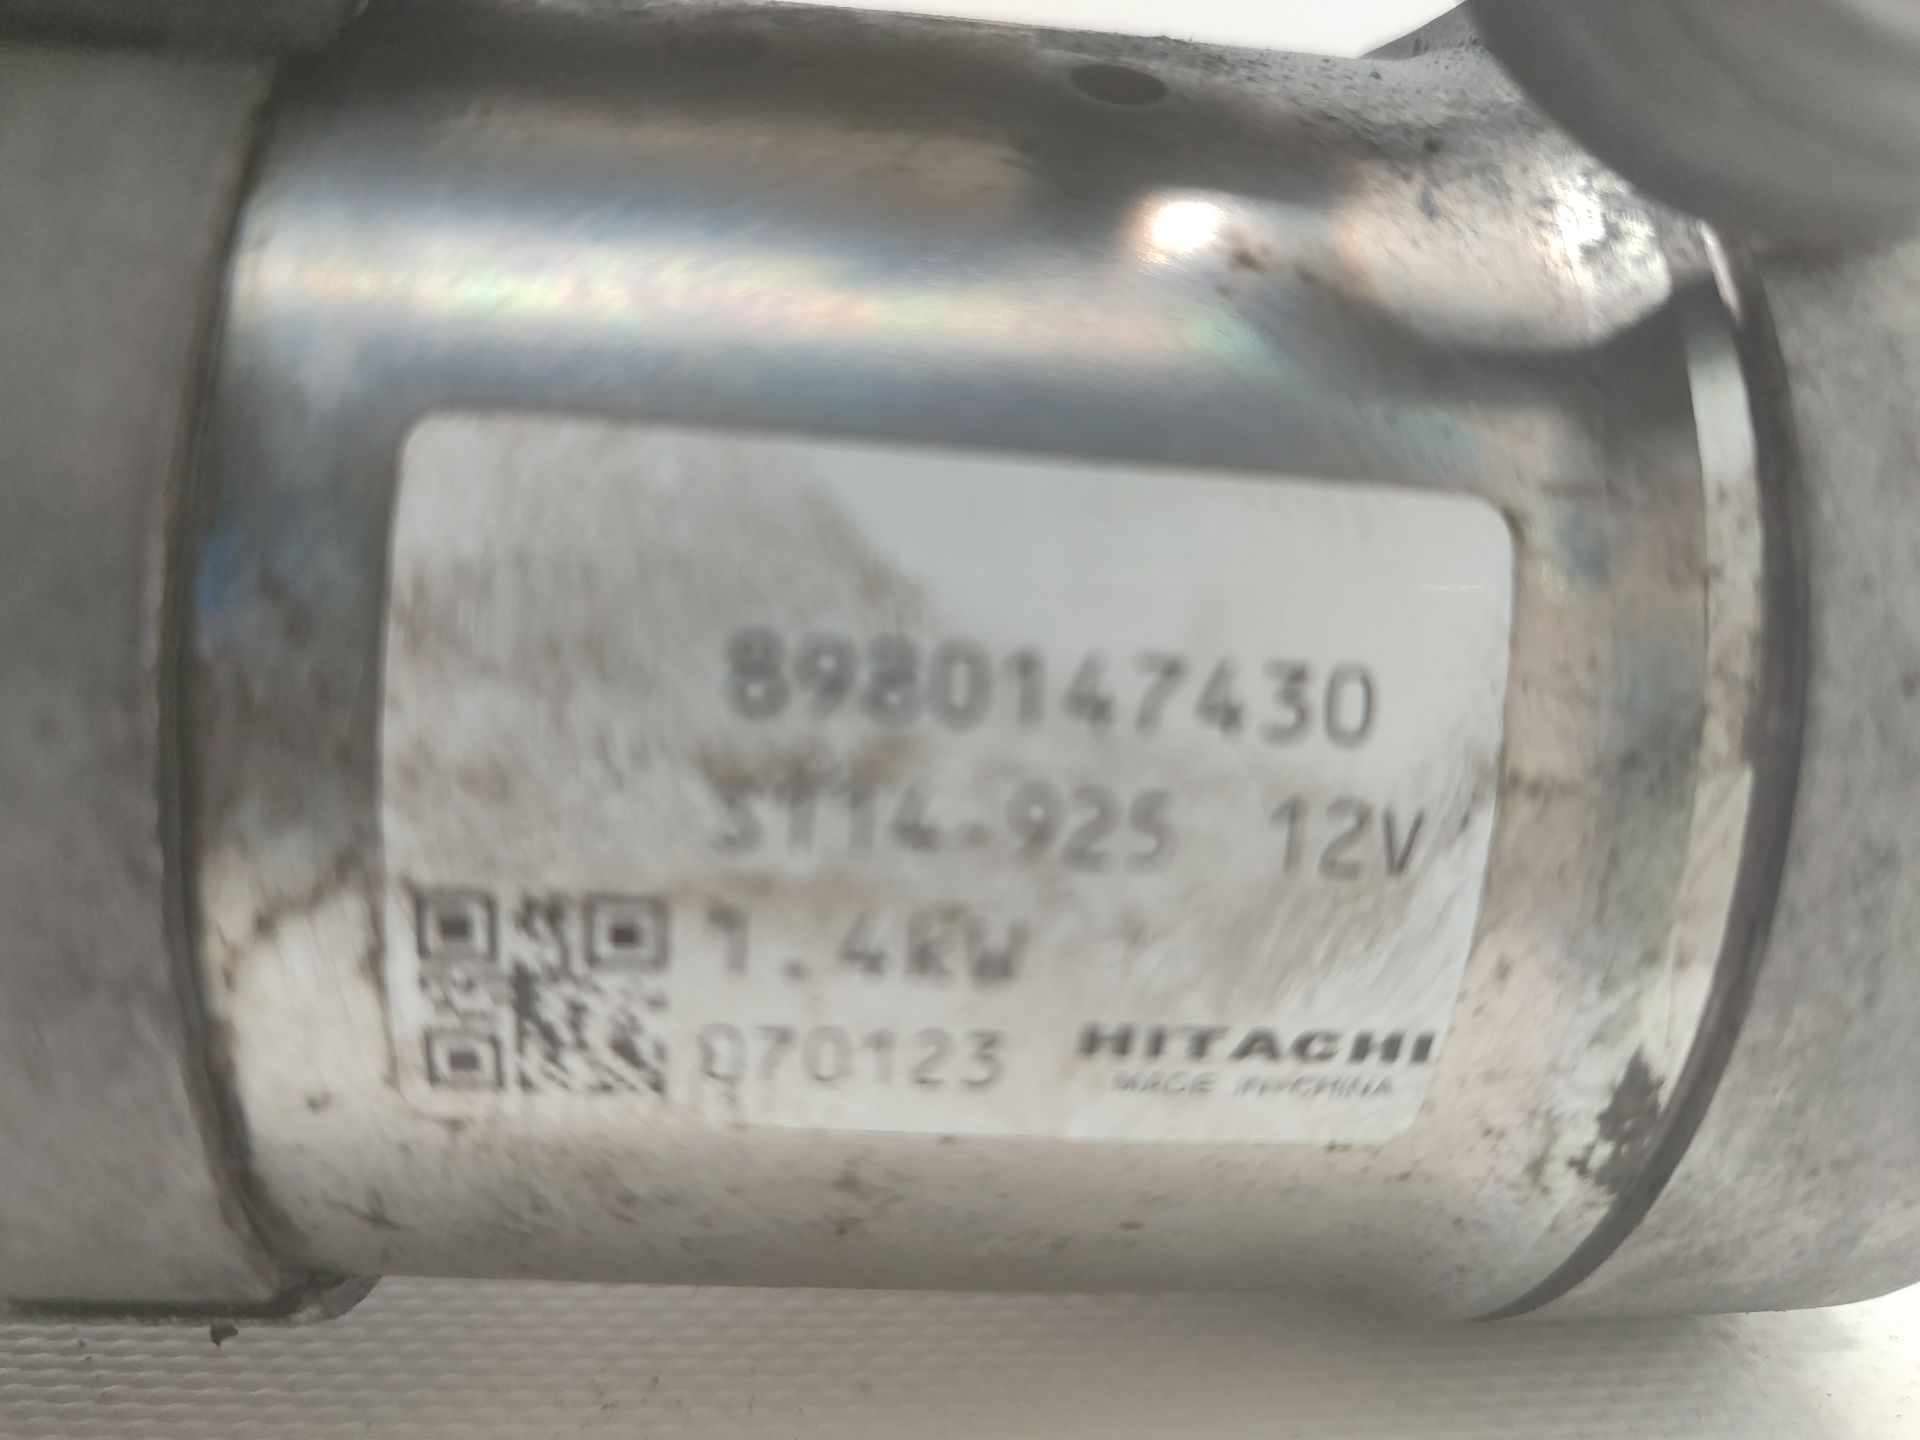 8980147430
S114-925 12V
1.4KW
070123 HITACHI
MADE IN CHINA